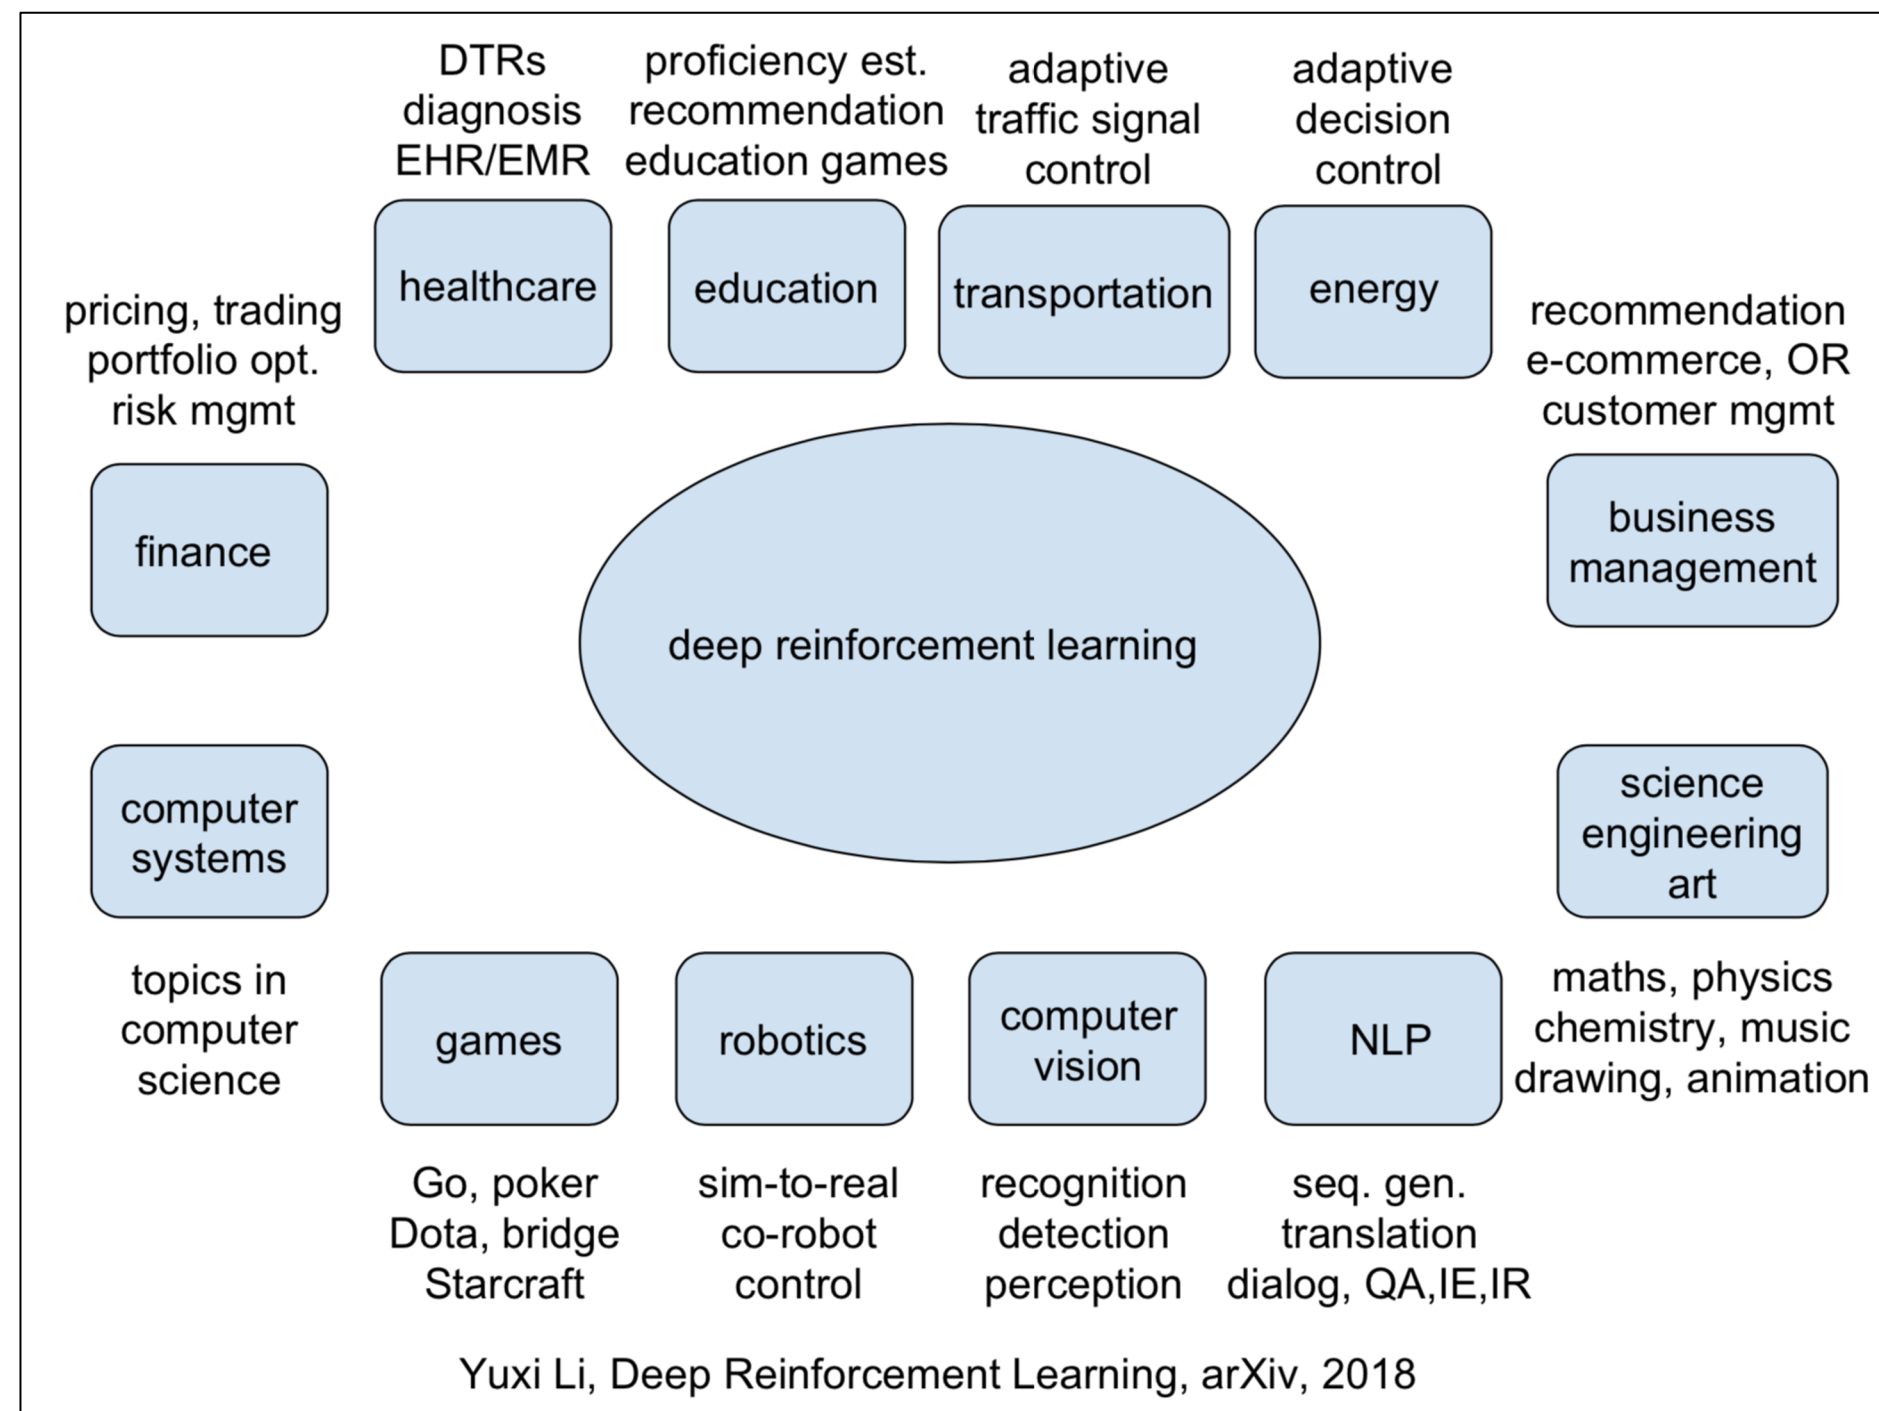 DTRs
diagnosis
EHR/EMR
healthcare
proficiency est.
recommendation
education games
education
adaptive
traffic signal
control
transportation
adaptive
decision
control
energy
pricing, trading
portfolio opt.
risk mgmt
finance
recommendation
e-commerce, OR
customer mgmt
business
management
deep reinforcement learning
computer
systems
topics in
computer
science
science
engineering
art
maths, physics
chemistry, music
drawing, animation
games
Go, poker
Dota, bridge
Starcraft
robotics
sim-to-real
co-robot
control
computer
vision
recognition
detection
perception
NLP
seq. gen.
translation
dialog, QA,IE,IR
Yuxi Li, Deep Reinforcement Learning, arXiv, 2018